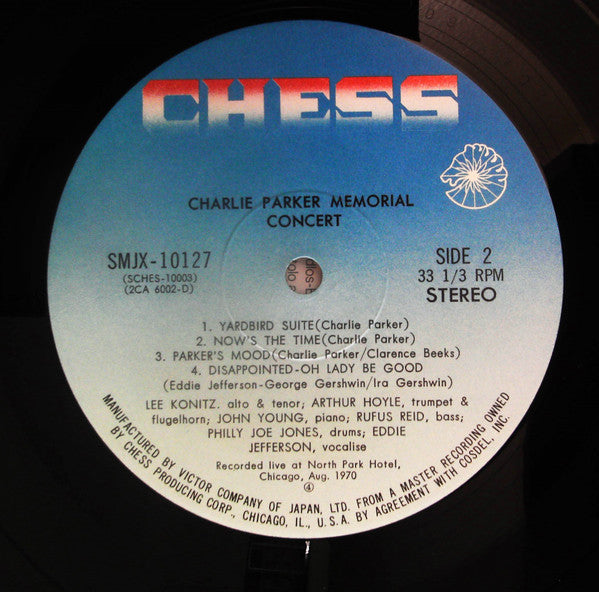 CHESS
CHARLIE PARKER MEMORIAL
CONCERT
SMJX-10127
(SCHES-10003)
(2CA 6002-D)
SIDE 2
33 1/3 RPM
STEREO
1. YARDBIRD SUITE(Charlie Parker)
2. NOW'S THE TIME(Charlie Parker)
3. PARKER'S MOOD(Charlie Parker/Clarence Beeks)
4. DISAPPOINTED-OH LADY BE GOOD
(Eddie Jefferson-George Gershwin/Ira Gershwin)
LEE KONITZ. alto & tenor; ARTHUR HOYLE, trumpet &
flugelhorn; JOHN YOUNG, piano; RUFUS REID, bass;
PHILLY JOE JONES, drums; EDDIE
JEFFERSON, vocalise
Recorded live at North Park Hotel,
Chicago, Aug. 1970
4
MANUFACTURED BY VICTOR COMPANY OF JAPAN, LTD. FROM A MASTER RECORDING OWNED
BY CHESS PRODUCING CORP., CHICAGO, IL., U.S.A. BY AGREEMENT WITH COSDEL, INC.